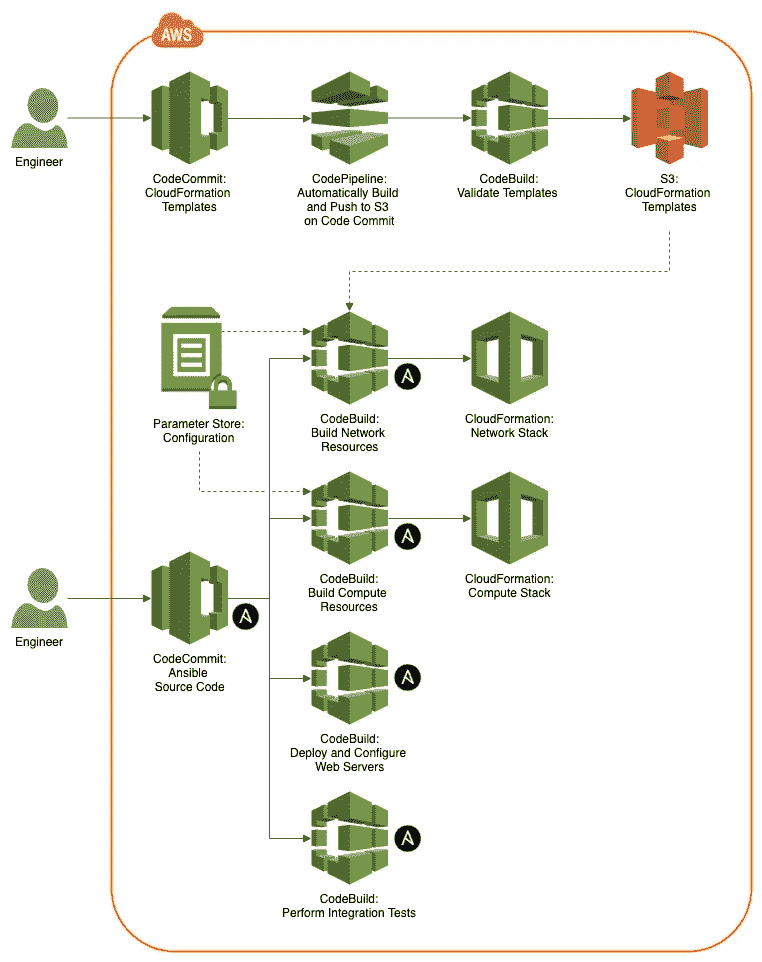 AWS
Engineer
CodeCommit:
CloudFormation
Templates
CodePipeline:
Automatically Build
and Push to S3
on Code Commit
CodeBuild:
Validate Templates
S3:
CloudFormation
Templates
Parameter Store:
Configuration
CodeBuild:
Build Network
Resources
CloudFormation:
Network Stack
CodeBuild:
Build Compute
Resources
CloudFormation:
Compute Stack
Engineer
CodeCommit:
Ansible
Source Code
CodeBuild:
Deploy and Configure
Web Servers
CodeBuild:
Perform Integration Tests